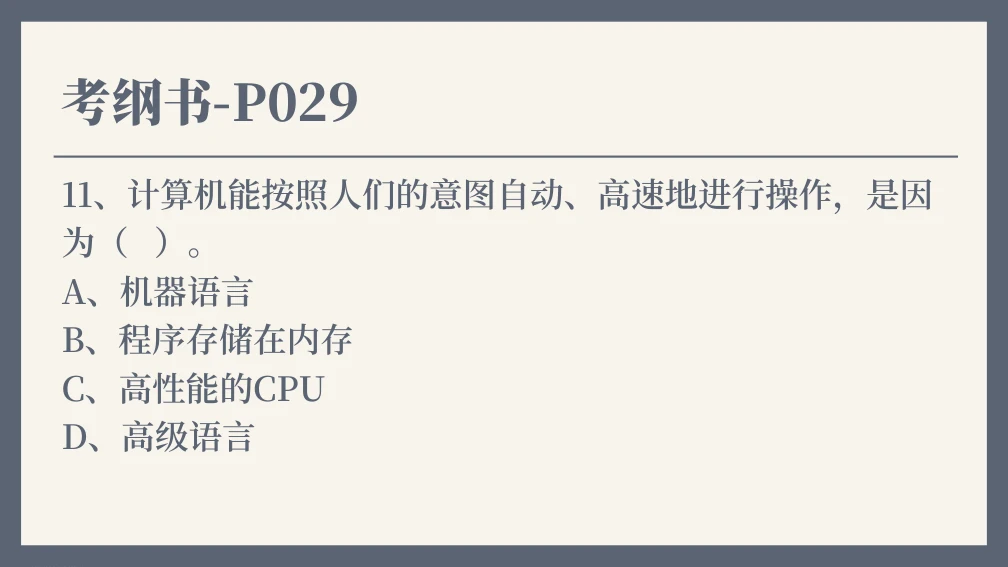 考纲书-P029
11、计算机能按照人们的意图自动、高速地进行操作，是因
为（  ）。
A、机器语言
B、程序存储在内存
C、高性能的CPU
D、高级语言